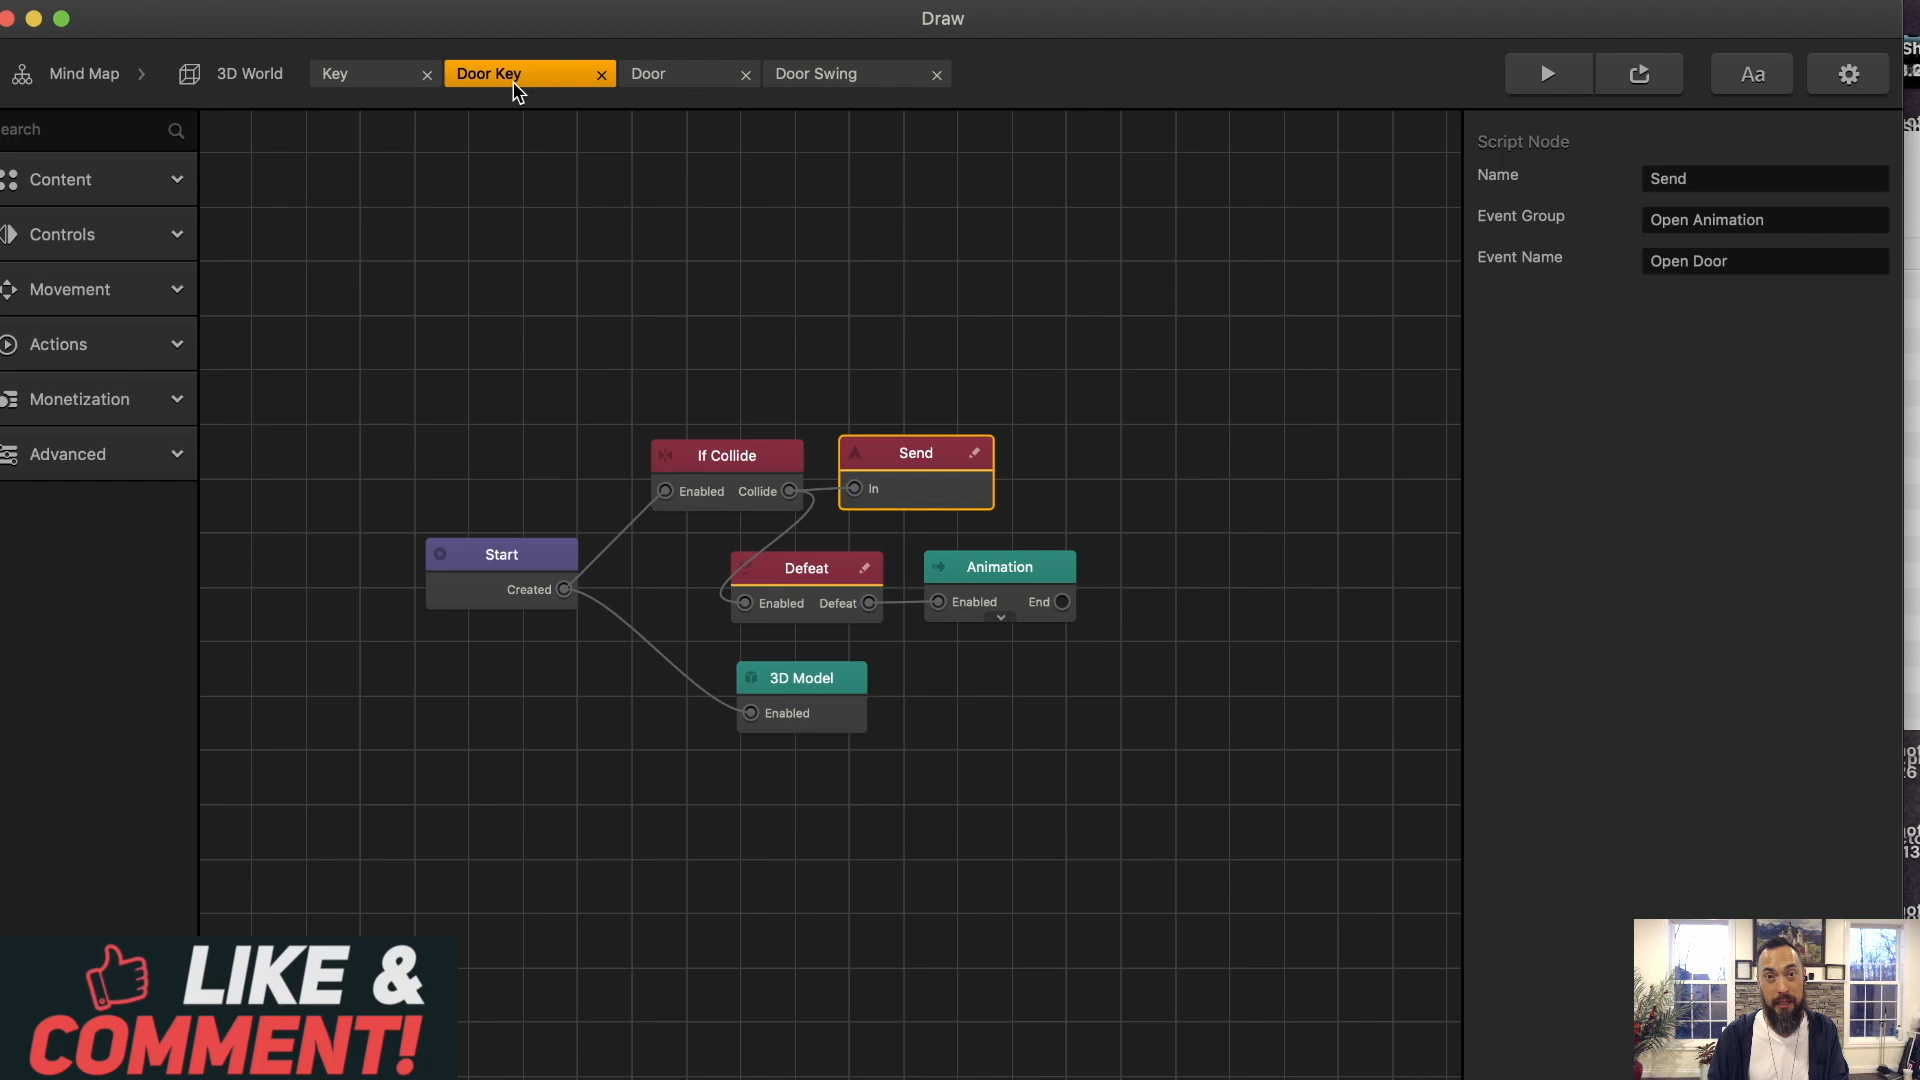 Draw
Mind Map
3D World
Key
Door Key
Door
Door Swing
Aa
earch
Content
Controls
Movement
Actions
Monetization
Advanced
Script Node
Name
Send
Event Group
Open Animation
Event Name
Open Door
If Collide
Enabled
Collide
Send
In
Start
Created
Defeat
Enabled
Defeat
Animation
Enabled
End
3D Model
Enabled
LIKE &
COMMENT!